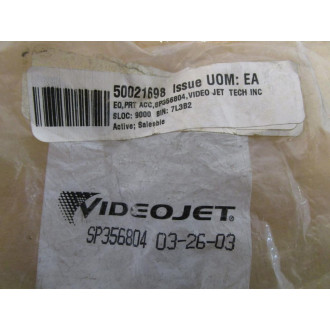 50021698 Issue UOM: EA
EQ,PRT ACC,SP356804,VIDEO JET TECH INC
SLOC: 9000 BIN: 7L3B2
Active; Saleable
VIDEOJET®
SP356804 03-26-03